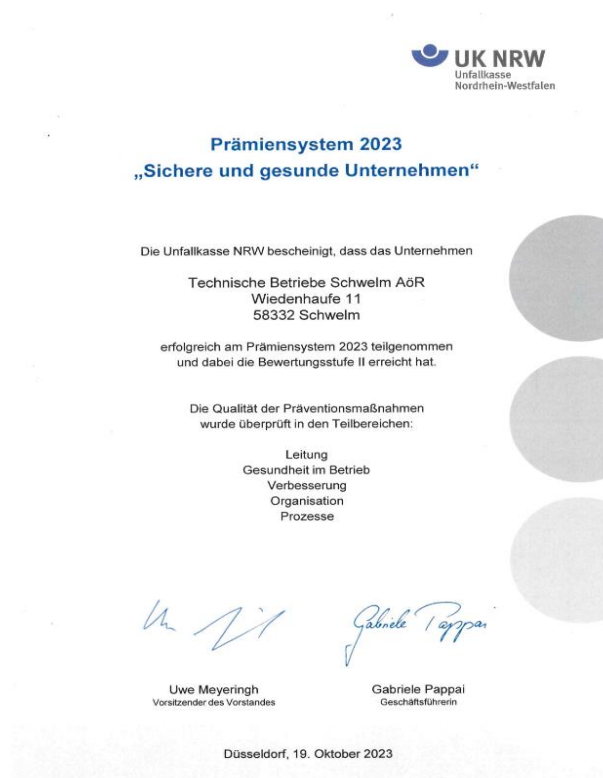 UK NRW
Unfallkasse
Nordrhein-Westfalen
Prämiensystem 2023
„Sichere und gesunde Unternehmen“
Die Unfallkasse NRW bescheinigt, dass das Unternehmen
Technische Betriebe Schwelm AöR
Wiedenhaufe 11
58332 Schwelm
erfolgreich am Prämiensystem 2023 teilgenommen
und dabei die Bewertungsstufe II erreicht hat.
Die Qualität der Präventionsmaßnahmen
wurde überprüft in den Teilbereichen:
Leitung
Gesundheit im Betrieb
Verbesserung
Organisation
Prozesse
Gabriele Pappai
Uwe Meyeringh
Vorsitzender des Vorstandes
Gabriele Pappai
Geschäftsführerin
Düsseldorf, 19. Oktober 2023